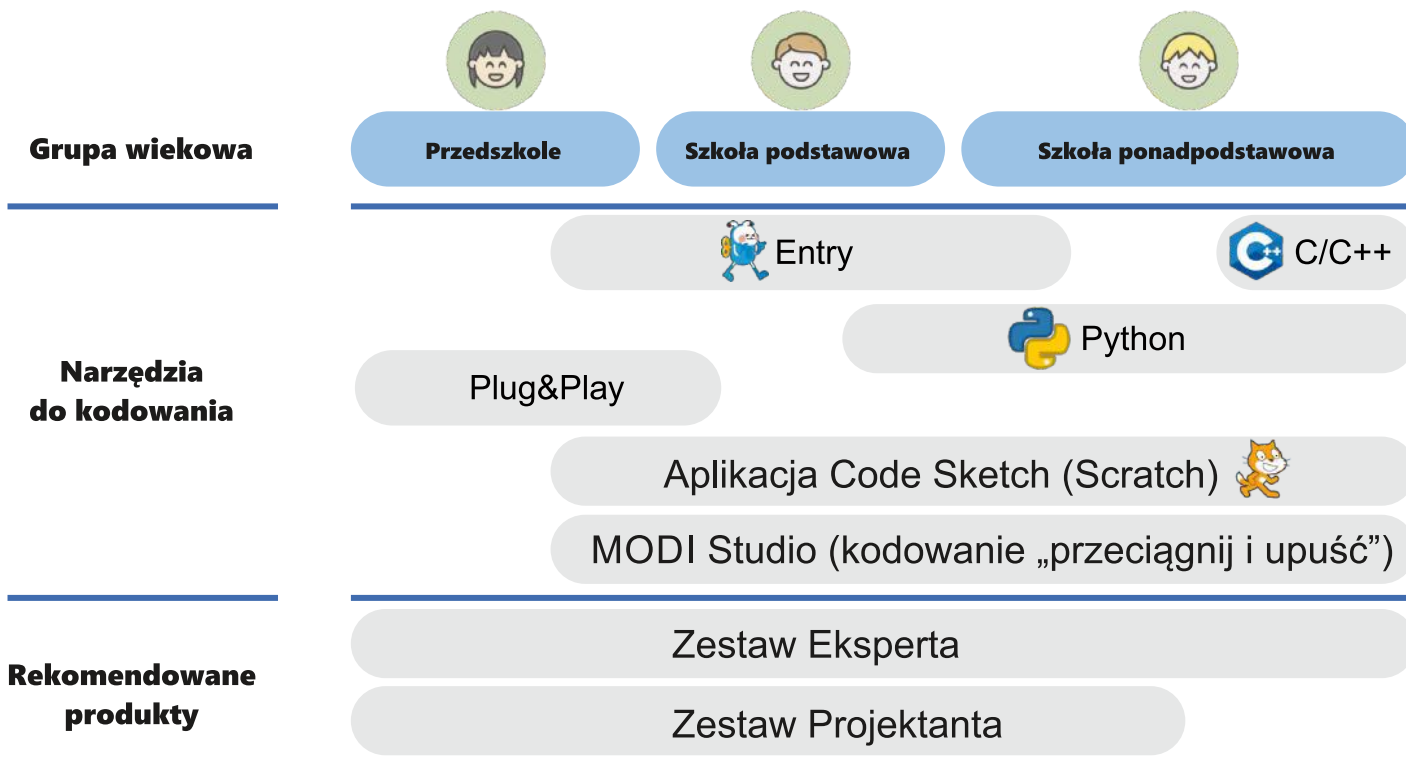 Grupa wiekowa
Przedszkole
Szkoła podstawowa
Szkoła ponadpodstawowa
Narzędzia
do kodowania
Entry
C/C++
Python
Plug&Play
Aplikacja Code Sketch (Scratch)
MODI Studio (kodowanie „przeciągnij i upuść”)
Rekomendowane
produkty
Zestaw Eksperta
Zestaw Projektanta